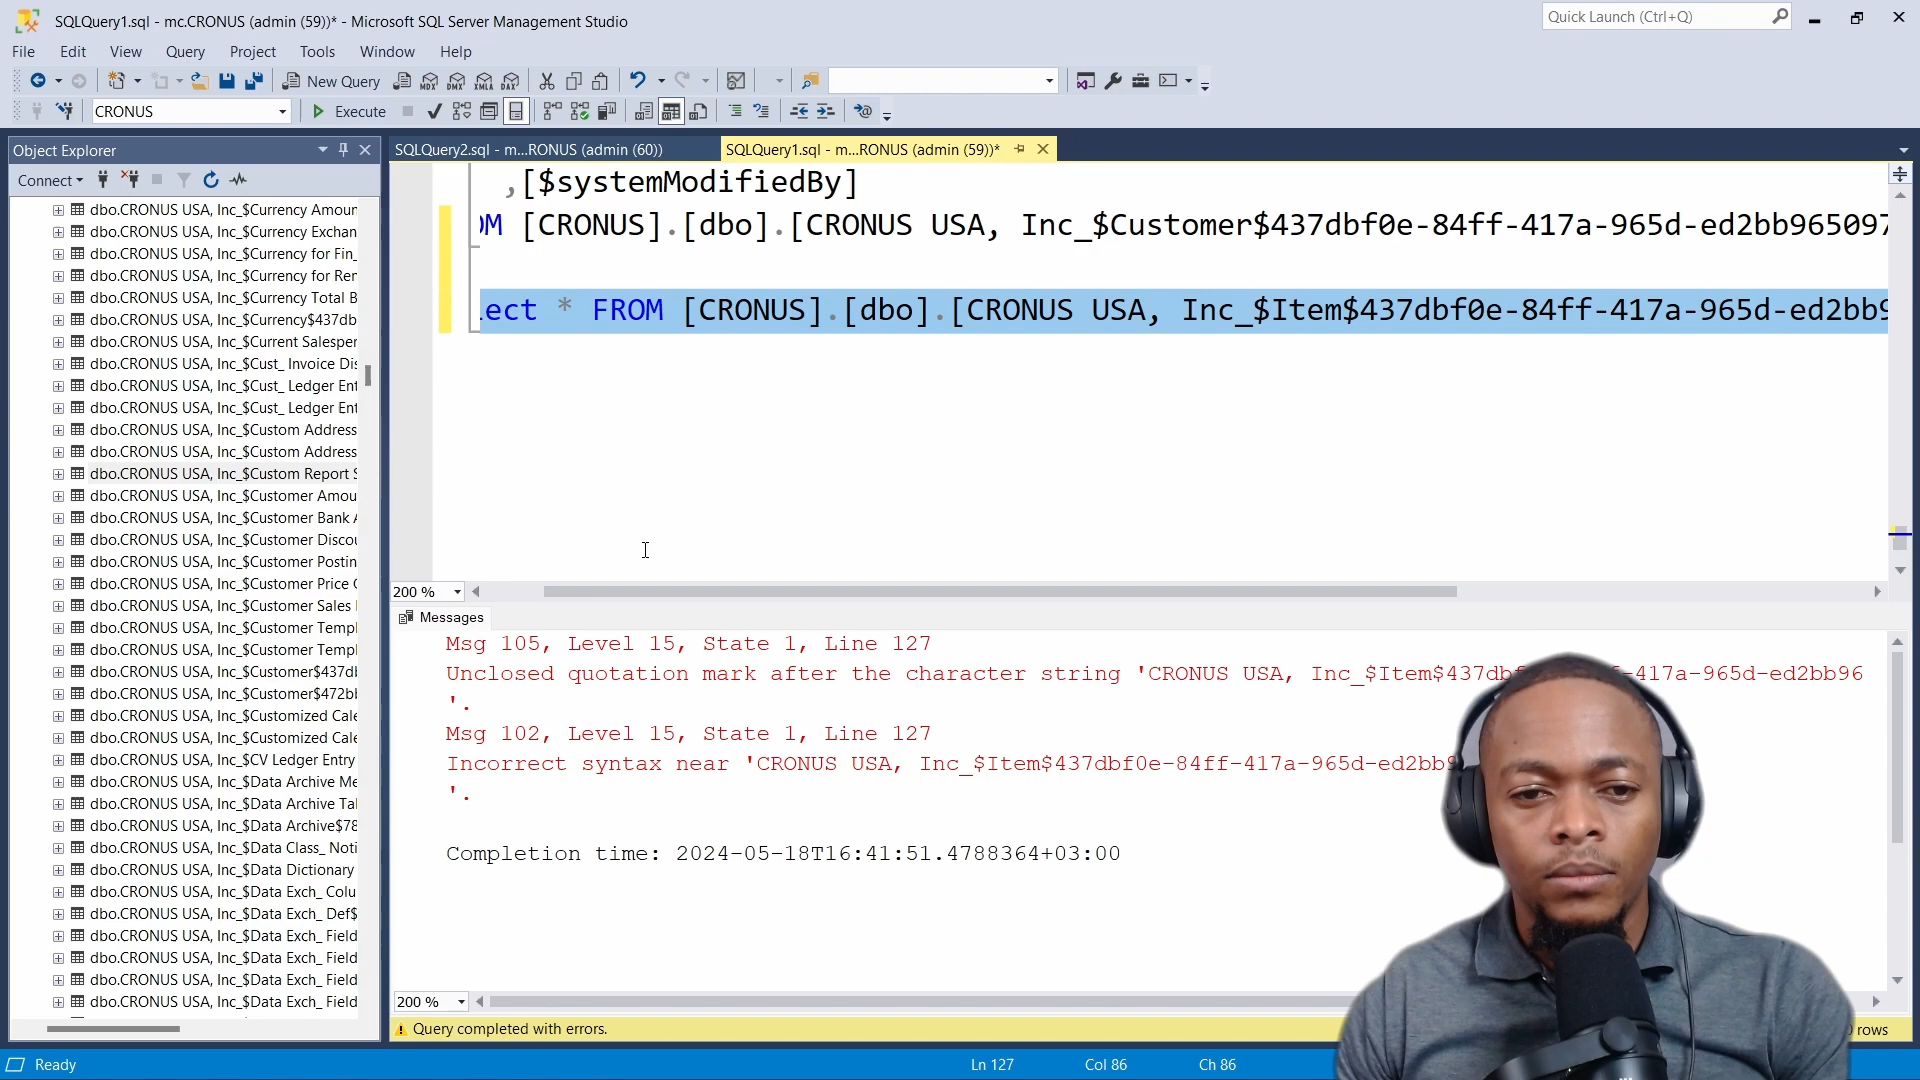 SQLQuery1.sql - mc.CRONUS (admin (59))* - Microsoft SQL Server Management Studio
Quick Launch (Ctrl+Q)
File Edit View Query Project Tools Window Help
New Query
CRONUS
Execute
Object Explorer
SQLQuery2.sql - m...RONUS (admin (60))
SQLQuery1.sql - m...RONUS (admin (59))*
Connect
dbo.CRONUS USA, Inc_$Currency Amoun
dbo.CRONUS USA, Inc_$Currency Exchan
dbo.CRONUS USA, Inc_$Currency for Fin_
dbo.CRONUS USA, Inc_$Currency for Rem
dbo.CRONUS USA, Inc_$Currency Total B
dbo.CRONUS USA, Inc_$Currency$437db
dbo.CRONUS USA, Inc_$Current Salesper
dbo.CRONUS USA, Inc_$Cust_ Invoice Dis
dbo.CRONUS USA, Inc_$Cust_ Ledger Ent
dbo.CRONUS USA, Inc_$Cust_ Ledger Ent
dbo.CRONUS USA, Inc_$Custom Address
dbo.CRONUS USA, Inc_$Custom Address
dbo.CRONUS USA, Inc_$Custom Report S
dbo.CRONUS USA, Inc_$Customer Amou
dbo.CRONUS USA, Inc_$Customer Bank A
dbo.CRONUS USA, Inc_$Customer Discou
dbo.CRONUS USA, Inc_$Customer Postin
dbo.CRONUS USA, Inc_$Customer Price G
dbo.CRONUS USA, Inc_$Customer Sales
dbo.CRONUS USA, Inc_$Customer Templ
dbo.CRONUS USA, Inc_$Customer Templ
dbo.CRONUS USA, Inc_$Customer$437db
dbo.CRONUS USA, Inc_$Customer$472bb
dbo.CRONUS USA, Inc_$Customized Cale
dbo.CRONUS USA, Inc_$Customized Cale
dbo.CRONUS USA, Inc_$CV Ledger Entry
dbo.CRONUS USA, Inc_$Data Archive Me
dbo.CRONUS USA, Inc_$Data Archive Tal
dbo.CRONUS USA, Inc_$Data Archive$78
dbo.CRONUS USA, Inc_$Data Class_ Noti
dbo.CRONUS USA, Inc_$Data Dictionary
dbo.CRONUS USA, Inc_$Data Exch_ Colu
dbo.CRONUS USA, Inc_$Data Exch_ Def$
dbo.CRONUS USA, Inc_$Data Exch_ Field
dbo.CRONUS USA, Inc_$Data Exch_ Field
dbo.CRONUS USA, Inc_$Data Exch_ Field
dbo.CRONUS USA, Inc_$Data Exch_ Field
,[$systemModifiedBy]
OM [CRONUS].[dbo].[CRONUS USA, Inc_$Customer$437dbf0e-84ff-417a-965d-ed2bb965097
lect * FROM [CRONUS].[dbo].[CRONUS USA, Inc_$Item$437dbf0e-84ff-417a-965d-ed2bb9
200 %
Messages
Msg 105, Level 15, State 1, Line 127
Unclosed quotation mark after the character string 'CRONUS USA, Inc_$Item$437dbf -417a-965d-ed2bb96
'.
Msg 102, Level 15, State 1, Line 127
Incorrect syntax near 'CRONUS USA, Inc_$Item$437dbf0e-84ff-417a-965d-ed2bb9
'.
Completion time: 2024-05-18T16:41:51.4788364+03:00
200 %
Query completed with errors.
rows
Ready
Ln 127
Col 86
Ch 86